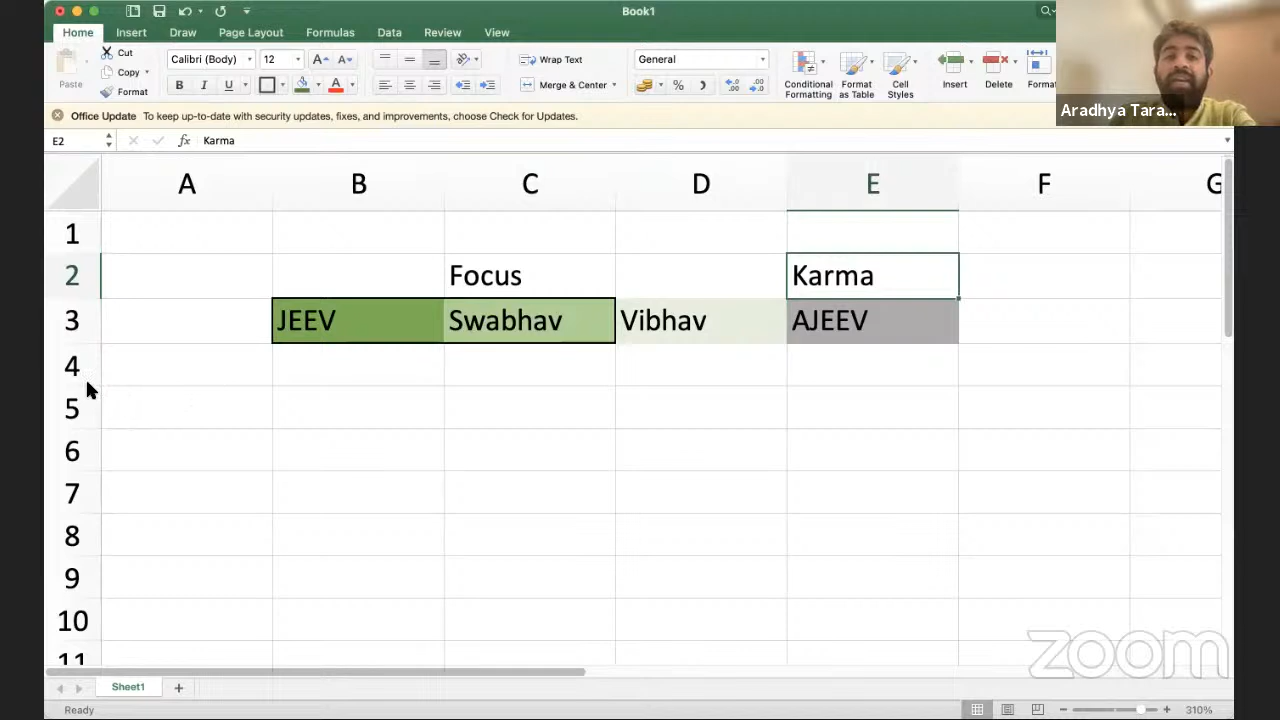 Book1
Home Insert Draw Page Layout Formulas Data Review View
Paste
Cut
Copy
Format
Calibri (Body) 12
B I U
Wrap Text
Merge & Center
General
%
Conditional Formatting
Format as Table
Cell Styles
Insert
Delete
Format
Aradhya Tara...
Office Update To keep up-to-date with security updates, fixes, and improvements, choose Check for Updates.
E2 fx Karma
A B C D E F G
1
2 Focus Karma
3 JEEV Swabhav Vibhav AJEEV
4
5
6
7
8
9
10
11
zoom
Sheet1 +
Ready 310%